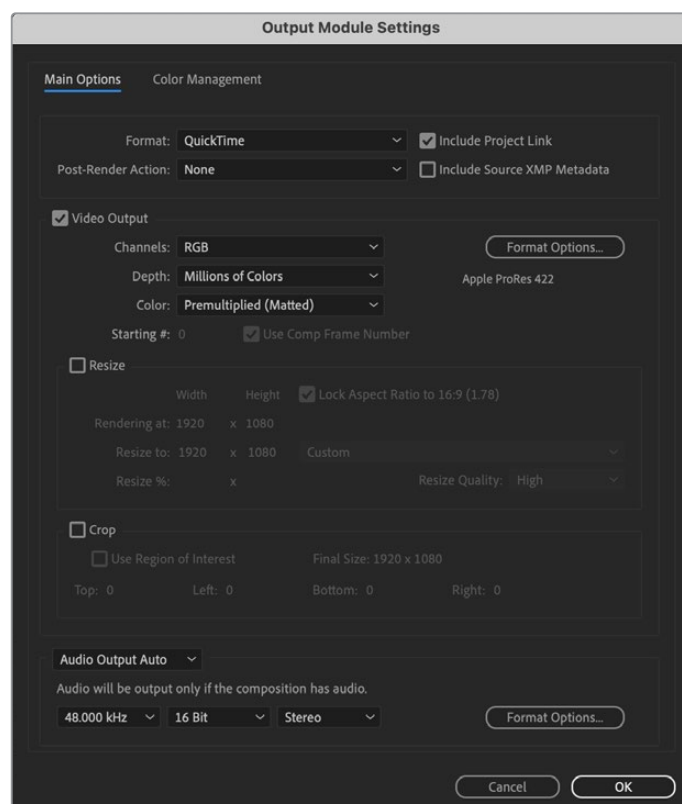 Output Module Settings
Main Options Color Management
Format: QuickTime Include Project Link
Post-Render Action: None Include Source XMP Metadata
Video Output
Channels: RGB Format Options...
Depth: Millions of Colors Apple ProRes 422
Color: Premultiplied (Matted)
Starting #: 0 Use Comp Frame Number
Resize
Width Height Lock Aspect Ratio to 16:9 (1.78)
Rendering at: 1920 x 1080
Resize to: 1920 x 1080 Custom
Resize %: x Resize Quality: High
Crop
Use Region of Interest Final Size: 1920 x 1080
Top: 0 Left: 0 Bottom: 0 Right: 0
Audio Output Auto
Audio will be output only if the composition has audio.
48.000 kHz 16 Bit Stereo Format Options...
Cancel OK